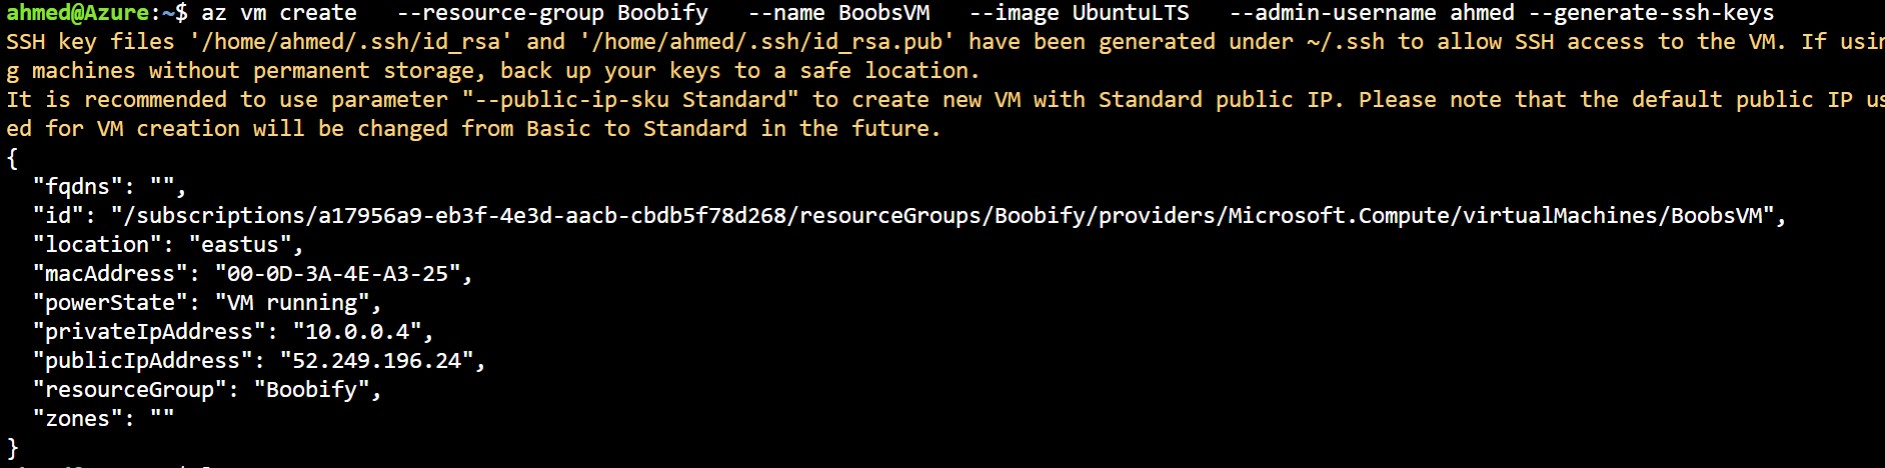 ahmed@Azure:~$ az vm create   --resource-group Boobify   --name BoobsVM   --image UbuntuLTS   --admin-username ahmed --generate-ssh-keys
SSH key files '/home/ahmed/.ssh/id_rsa' and '/home/ahmed/.ssh/id_rsa.pub' have been generated under ~/.ssh to allow SSH access to the VM. If usin
g machines without permanent storage, back up your keys to a safe location.
It is recommended to use parameter "--public-ip-sku Standard" to create new VM with Standard public IP. Please note that the default public IP us
ed for VM creation will be changed from Basic to Standard in the future.
{
  "fqdns": "",
  "id": "/subscriptions/a17956a9-eb3f-4e3d-aacb-cbdb5f78d268/resourceGroups/Boobify/providers/Microsoft.Compute/virtualMachines/BoobsVM",
  "location": "eastus",
  "macAddress": "00-0D-3A-4E-A3-25",
  "powerState": "VM running",
  "privateIpAddress": "10.0.0.4",
  "publicIpAddress": "52.249.196.24",
  "resourceGroup": "Boobify",
  "zones": ""
}